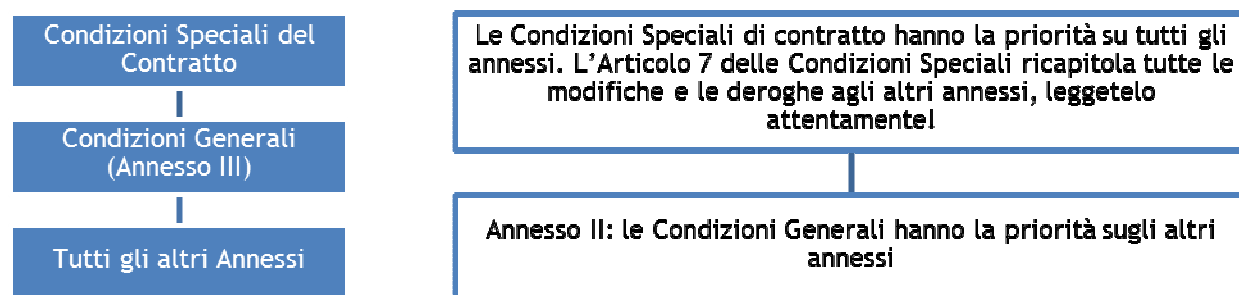 Condizioni Speciali del
Contratto
Condizioni Generali
(Annesso III)
Tutti gli altri Annessi
Le Condizioni Speciali di contratto hanno la priorità su tutti gli
annessi. L'Articolo 7 delle Condizioni Speciali ricapitola tutte le
modifiche e le deroghe agli altri annessi, leggetelo
attentamente!
Annesso II: le Condizioni Generali hanno la priorità sugli altri
annessi